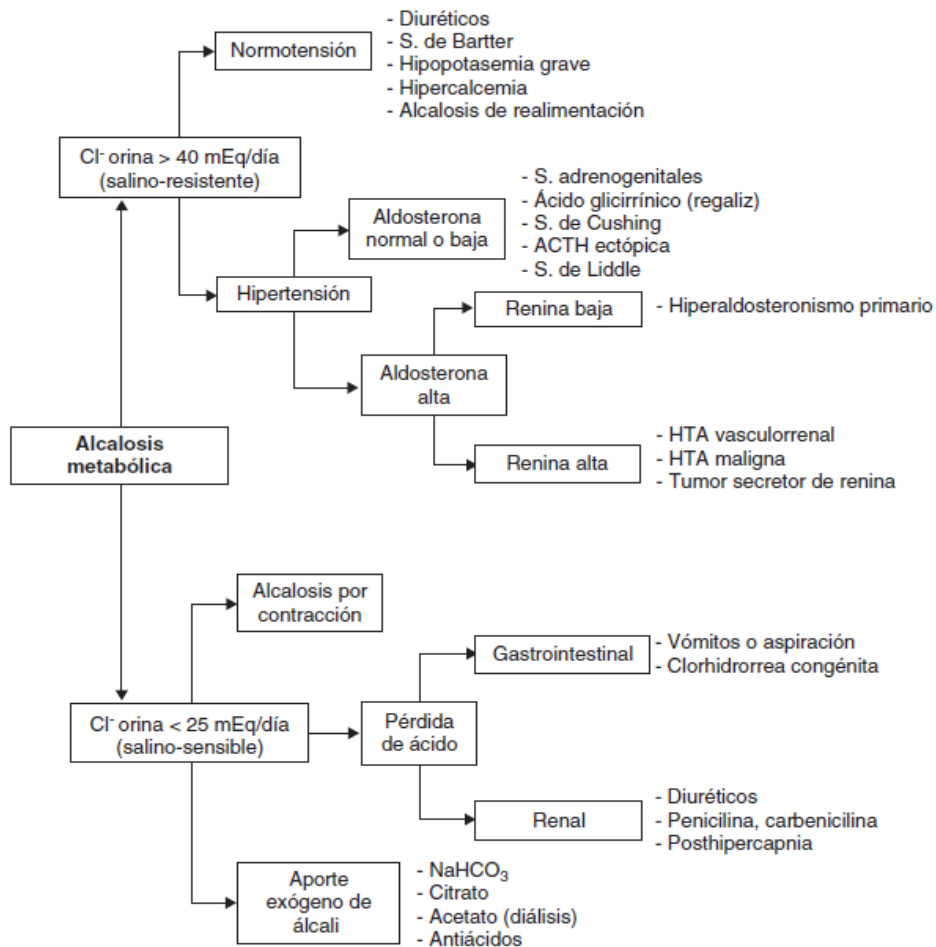 - Diuréticos
- S. de Bartter
- Hipopotasemia grave
- Hipercalcemia
- Alcalosis de realimentación
Normotensión
Cl- orina > 40 mEq/día
(salino-resistente)
- S. adrenogenitales
- Ácido glicirrínico (regaliz)
- S. de Cushing
- ACTH ectópica
- S. de Liddle
Aldosterona
normal o baja
Hipertensión
Renina baja
- Hiperaldosteronismo primario
Aldosterona
alta
Alcalosis
metabólica
Renina alta
- HTA vasculorrenal
- HTA maligna
- Tumor secretor de renina
Alcalosis por
contracción
Gastrointestinal
- Vómitos o aspiración
- Clorhidrorrea congénita
Cl- orina < 25 mEq/día
(salino-sensible)
Pérdida
de ácido
Renal
- Diuréticos
- Penicilina, carbenicilina
- Posthipercapnia
Aporte
exógeno de
álcali
- NaHCO3
- Citrato
- Acetato (diálisis)
- Antiácidos